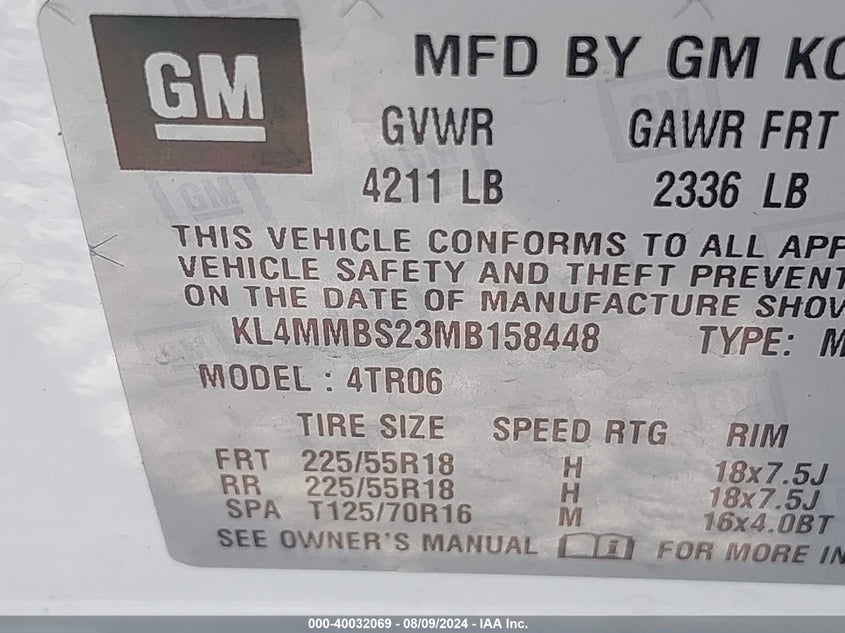 GM
MFD BY GM KO
GVWR GAWR FRT
4211 LB 2336 LB
THIS VEHICLE CONFORMS TO ALL APP
VEHICLE SAFETY AND THEFT PREVENT
ON THE DATE OF MANUFACTURE SHOW
KL4MMBS23MB158448 TYPE: M
MODEL : 4TR06
TIRE SIZE SPEED RTG RIM
FRT 225/55R18 H 18x7.5J
RR 225/55R18 H 18x7.5J
SPA T125/70R16 M 16x4.0BT
SEE OWNER'S MANUAL FOR MORE IN
000-40032069 - 08/09/2024 - IAA Inc.